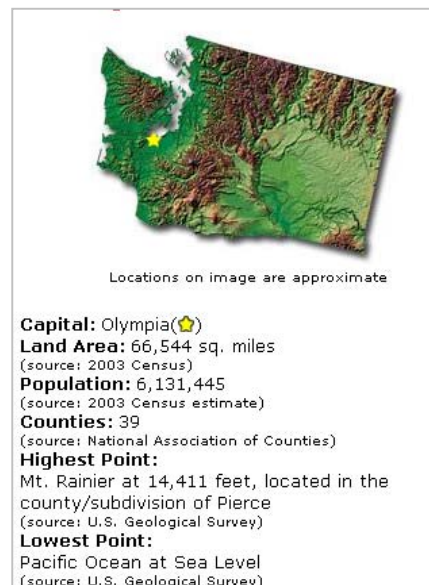 Locations on image are approximate
Capital: Olympia(⭐)
Land Area: 66,544 sq. miles
(source: 2003 Census)
Population: 6,131,445
(source: 2003 Census estimate)
Counties: 39
(source: National Association of Counties)
Highest Point:
Mt. Rainier at 14,411 feet, located in the
county/subdivision of Pierce
(source: U.S. Geological Survey)
Lowest Point:
Pacific Ocean at Sea Level
(source: U.S. Geological Survey)